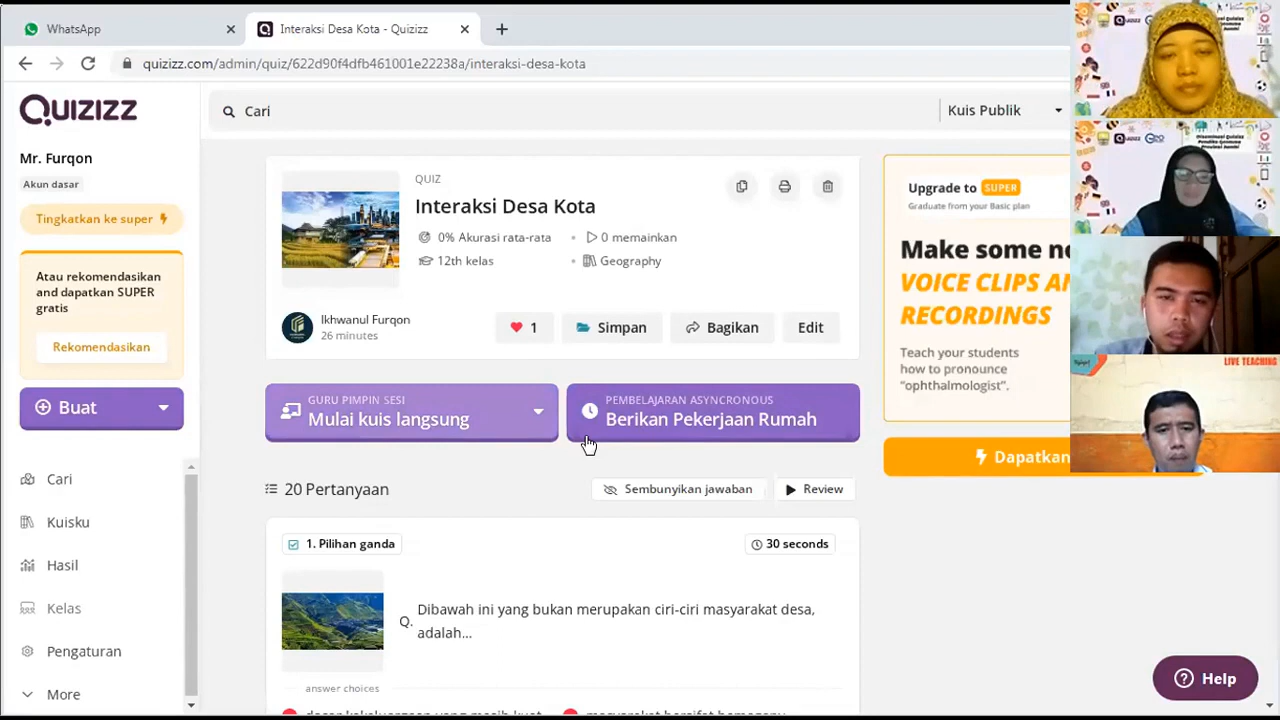 WhatsApp
Interaksi Desa Kota - Quizizz
quizizz.com/admin/quiz/622d90f4dfb461001e22238a/interaksi-desa-kota
QUIZIZZ
Cari
Kuis Publik
Mr. Furqon
Akun dasar
Tingkatkan ke super
Atau rekomendasikan
and dapatkan SUPER
gratis
Rekomendasikan
Buat
Cari
Kuisku
Hasil
Kelas
Pengaturan
More
QUIZ
Interaksi Desa Kota
0% Akurasi rata-rata
0 memainkan
12th kelas
Geography
Ikhwanul Furqon
26 minutes
1
Simpan
Bagikan
Edit
GURU PIMPIN SESI
Mulai kuis langsung
PEMBELAJARAN ASYNCRONOUS
Berikan Pekerjaan Rumah
20 Pertanyaan
Sembunyikan jawaban
Review
1. Pilihan ganda
30 seconds
Q. Dibawah ini yang bukan merupakan ciri-ciri masyarakat desa,
adalah...
answer choices
Upgrade to SUPER
Graduate from your Basic plan
Make some
VOICE CLIPS
RECORDINGS
Teach your students
how to pronounce
“ophthalmologist”.
Dapatkan
Help
LIVE TEACHING